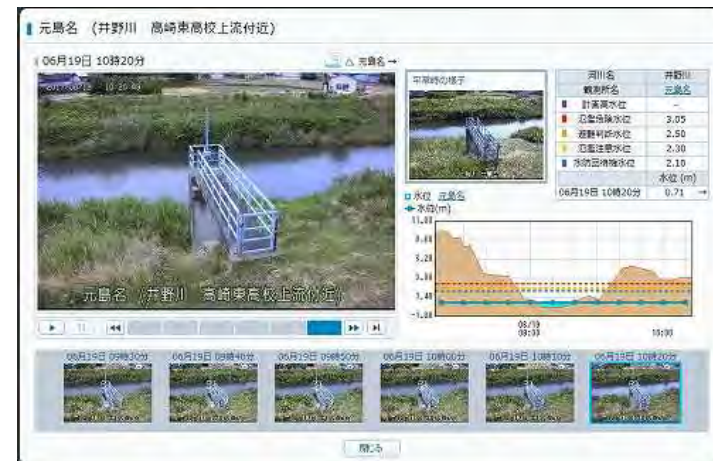 元島名 (井野川 高崎東高校上流付近)
06月19日 10時20分
△ 元島名 →
元島名 (井野川 高崎東高校上流付近)
平常時の様子
河川名 井野川
観測所名 元島名
計画高水位 -
氾濫危険水位 3.05
避難判断水位 2.50
氾濫注意水位 2.30
水防団待機水位 2.10
水位 (m)
06月19日 10時20分 0.71 →
水位 元島名
水位(m)
11.00
3.40
-1.00
10:00
06月19日 09時30分
06月19日 09時40分
06月19日 09時50分
06月19日 10時00分
06月19日 10時10分
06月19日 10時20分
閉じる